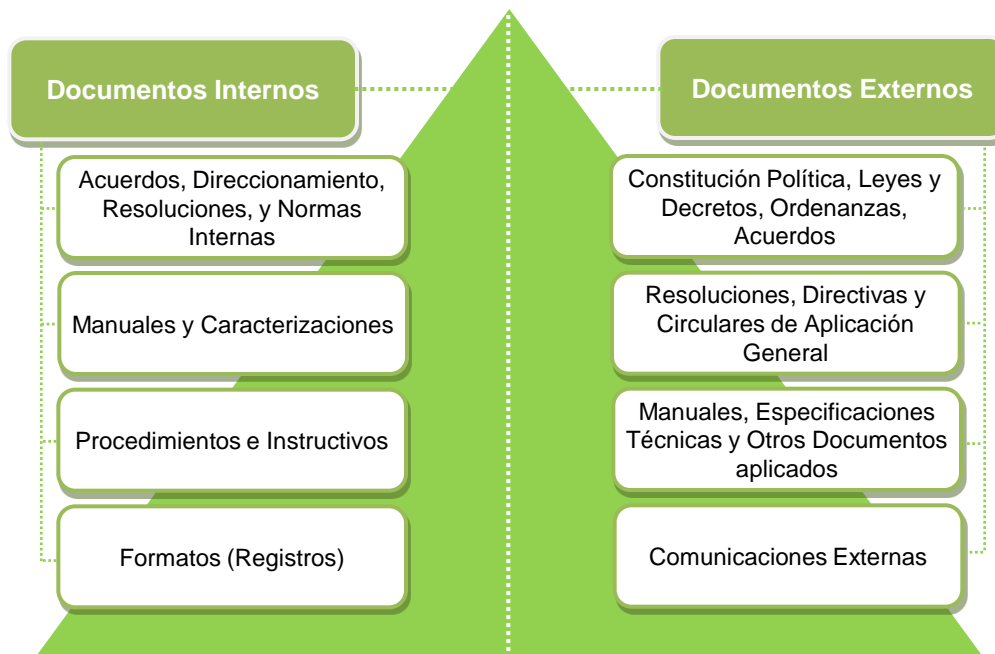 Documentos Internos
Acuerdos, Direccionamiento,
Resoluciones, y Normas
Internas
Manuales y Caracterizaciones
Procedimientos e Instructivos
Formatos (Registros)
Documentos Externos
Constitución Política, Leyes y
Decretos, Ordenanzas,
Acuerdos
Resoluciones, Directivas y
Circulares de Aplicación
General
Manuales, Especificaciones
Técnicas y Otros Documentos
aplicados
Comunicaciones Externas